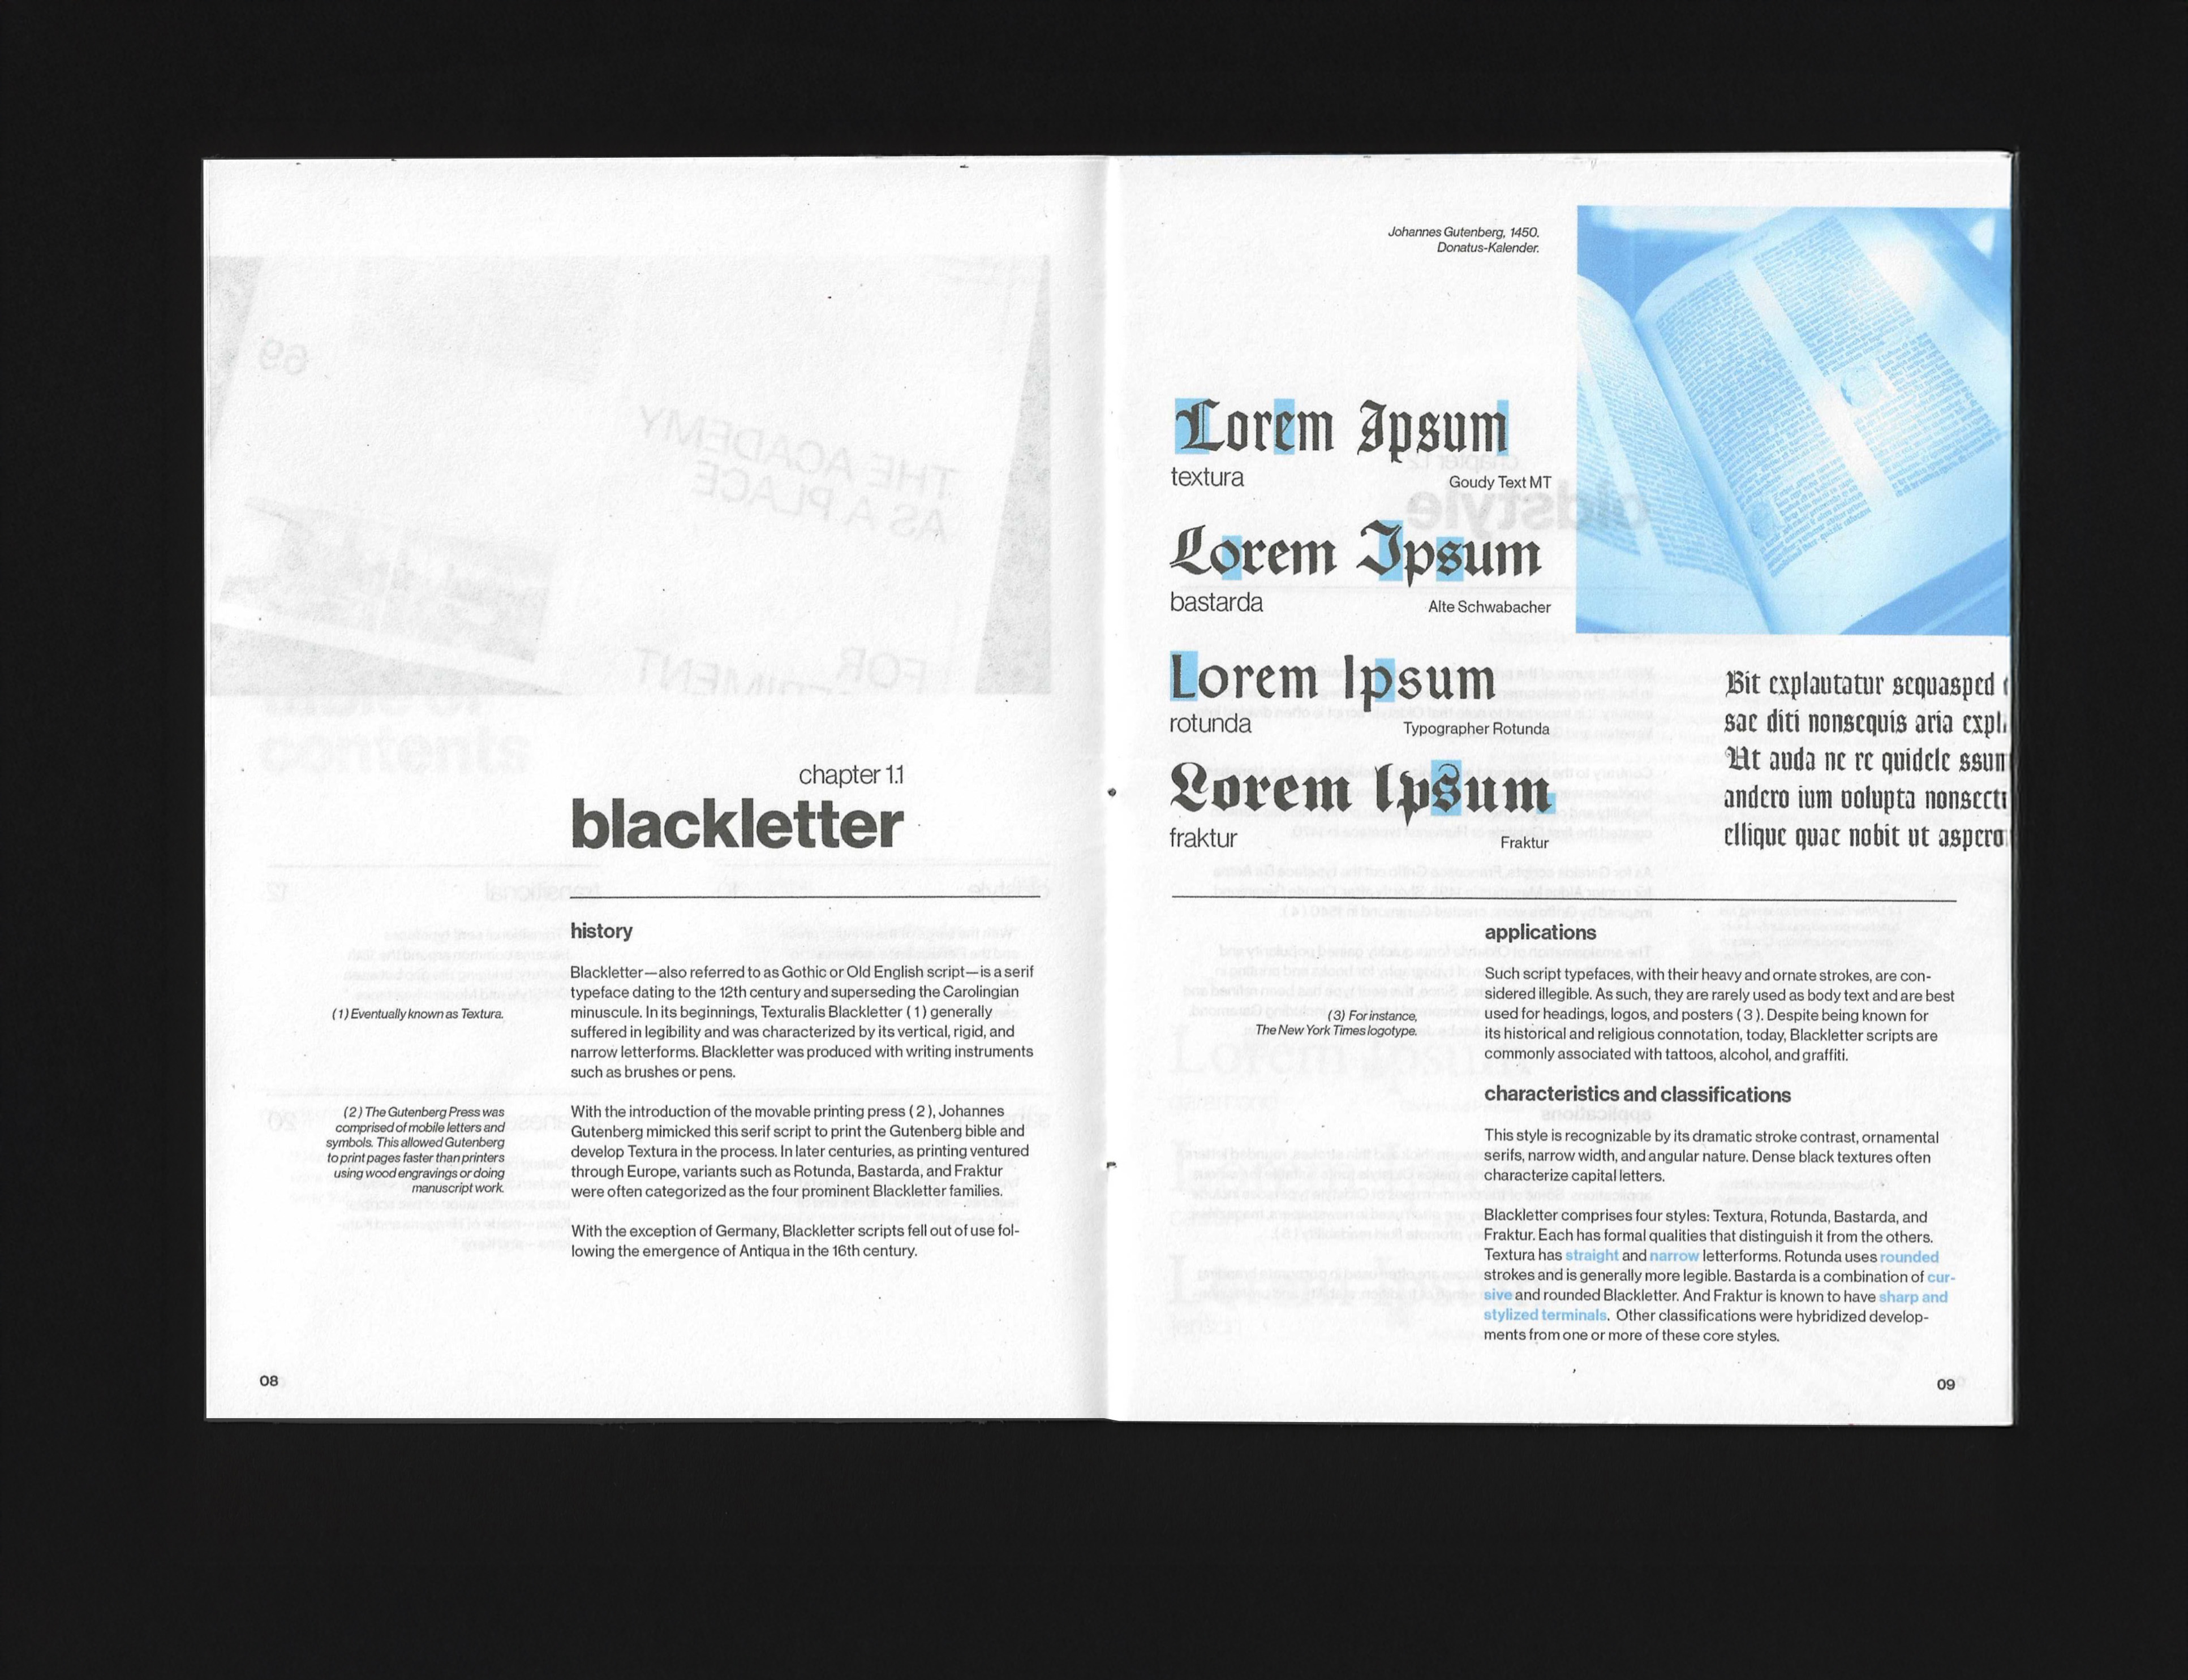 chapter 1.1
blackletter
history
Blackletter—also referred to as Gothic or Old English script—is a serif
typeface dating to the 12th century and superseding the Carolingian
minuscule. In its beginnings, Texturalis Blackletter (1) generally
suffered in legibility and was characterized by its vertical, rigid, and
narrow letterforms. Blackletter was produced with writing instruments
such as brushes or pens.
(1) Eventually known as Textura.
With the introduction of the movable printing press (2), Johannes
Gutenberg mimicked this serif script to print the Gutenberg bible and
develop Textura in the process. In later centuries, as printing ventured
through Europe, variants such as Rotunda, Bastarda, and Fraktur
were often categorized as the four prominent Blackletter families.
(2) The Gutenberg Press was
comprised of mobile letters and
symbols. This allowed Gutenberg
to print pages faster than printers
using wood engravings or doing
manuscript work.
With the exception of Germany, Blackletter scripts fell out of use fol-
lowing the emergence of Antiqua in the 16th century.
08
Johannes Gutenberg, 1450.
Donatus-Kalender.
Lorem Ipsum
textura
Goudy Text MT
Lorem Ipsum
bastarda
Alte Schwabacher
Lorem Ipsum
rotunda
Typographer Rotunda
Lorem Ipsum
fraktur
Fraktur
Bit explautatur sequasped
sae diti nonsequis aria expl
Ut auda ne re quidele ssun
andero ium volupta nonsect
ellique quae nobit ut aspero
applications
Such script typefaces, with their heavy and ornate strokes, are con-
sidered illegible. As such, they are rarely used as body text and are best
used for headings, logos, and posters (3). Despite being known for
its historical and religious connotation, today, Blackletter scripts are
commonly associated with tattoos, alcohol, and graffiti.
(3) For instance,
The New York Times logotype.
characteristics and classifications
This style is recognizable by its dramatic stroke contrast, ornamental
serifs, narrow width, and angular nature. Dense black textures often
characterize capital letters.
Blackletter comprises four styles: Textura, Rotunda, Bastarda, and
Fraktur. Each has formal qualities that distinguish it from the others.
Textura has straight and narrow letterforms. Rotunda uses rounded
strokes and is generally more legible. Bastarda is a combination of cur-
sive and rounded Blackletter. And Fraktur is known to have sharp and
stylized terminals. Other classifications were hybridized develop-
ments from one or more of these core styles.
09